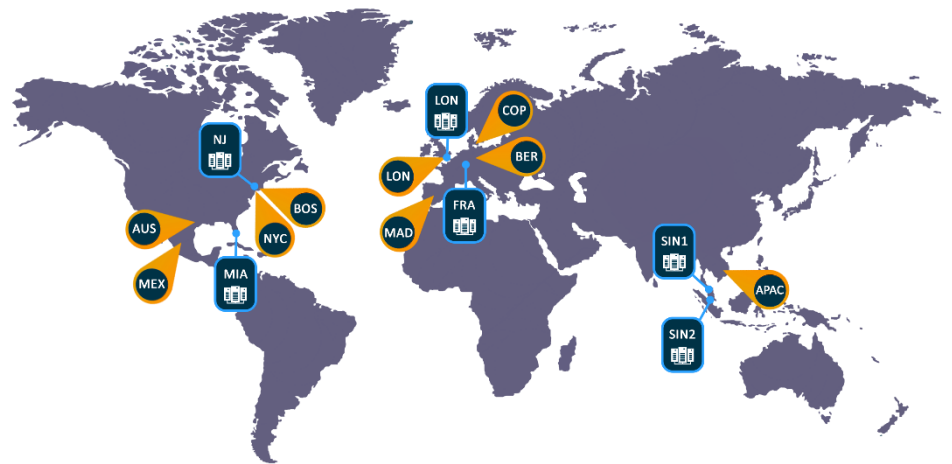 LON
COP
NJ
BER
LON
BOS
FRA
AUS
MAD
NYC
SIN1
MIA
MEX
APAC
SIN2